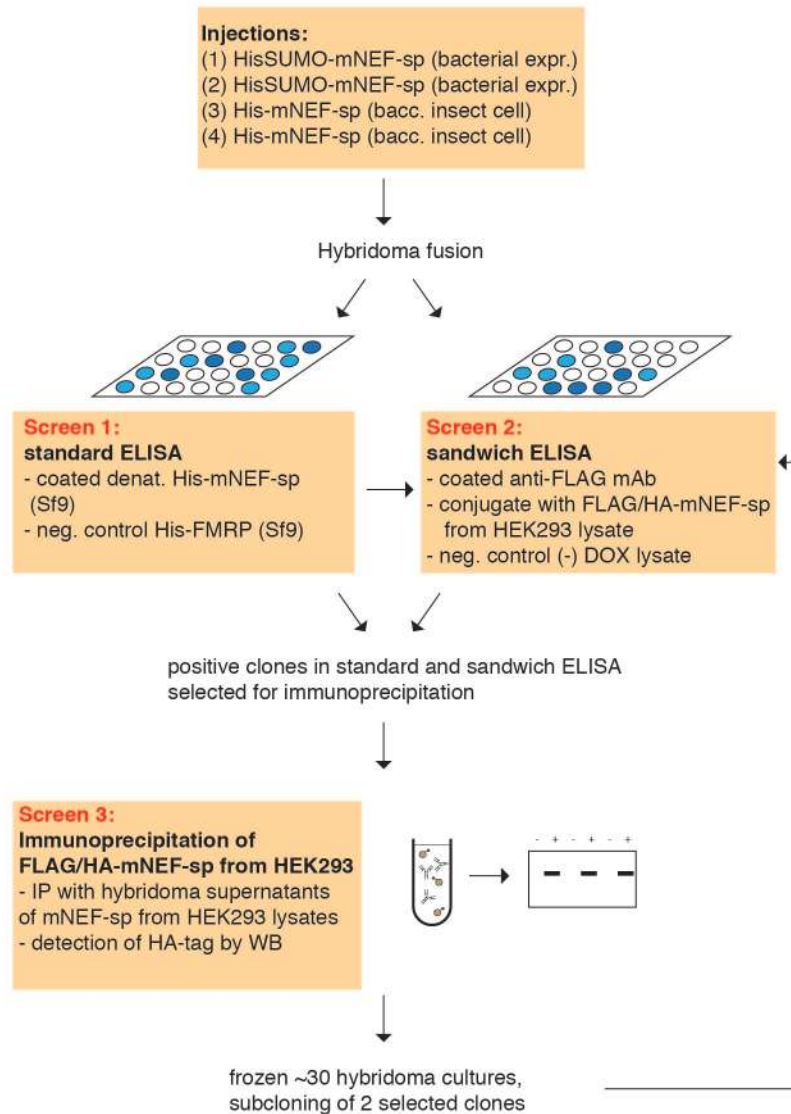 Injections:
(1) HisSUMO-mNEF-sp (bacterial expr.)
(2) HisSUMO-mNEF-sp (bacterial expr.)
(3) His-mNEF-sp (bacc. insect cell)
(4) His-mNEF-sp (bacc. insect cell)
Hybridoma fusion
Screen 1:
standard ELISA
- coated denat. His-mNEF-sp
(Sf9)
- neg. control His-FMRP (Sf9)
Screen 2:
sandwich ELISA
- coated anti-FLAG mAb
- conjugate with FLAG/HA-mNEF-sp
from HEK293 lysate
- neg. control (-) DOX lysate
positive clones in standard and sandwich ELISA
selected for immunoprecipitation
Screen 3:
Immunoprecipitation of
FLAG/HA-mNEF-sp from HEK293
- IP with hybridoma supernatants
of mNEF-sp from HEK293 lysates
- detection of HA-tag by WB
- + - + - +
frozen ~30 hybridoma cultures,
subcloning of 2 selected clones